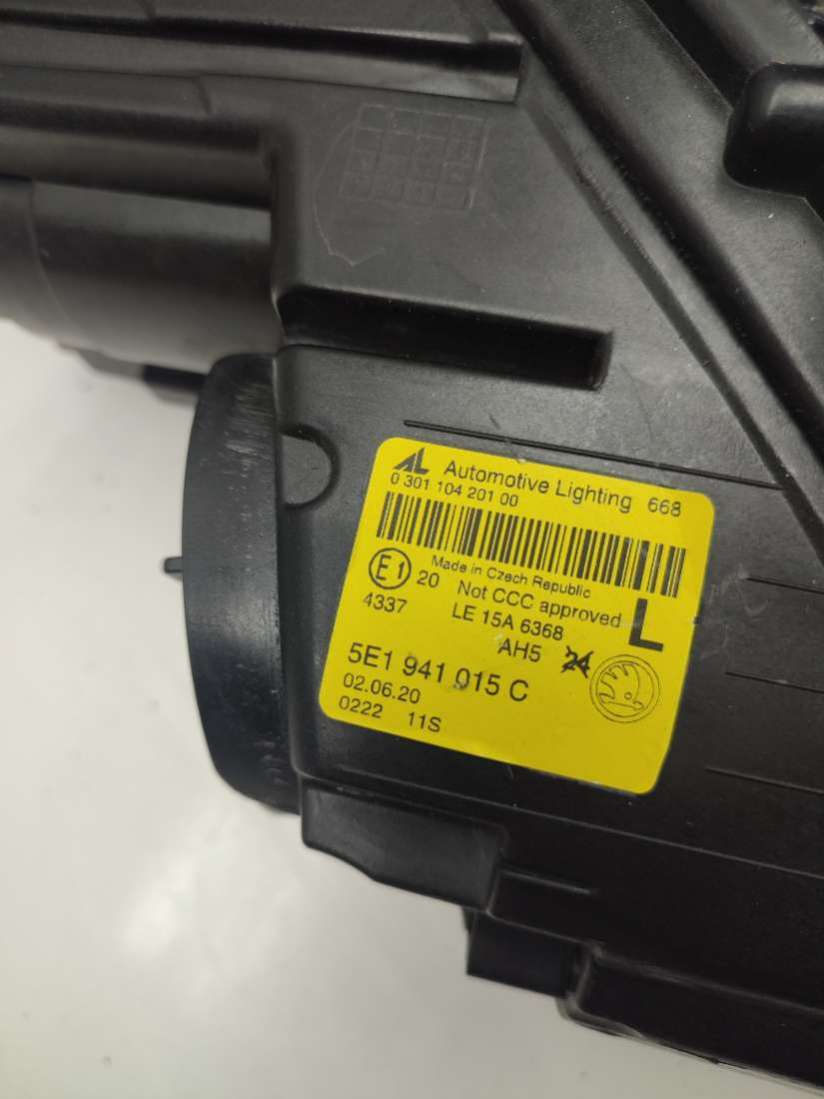 AL Automotive Lighting 668
0 301 104 201 00
Made in Czech Republic
E1 20 Not CCC approved L
4337 LE 15A 6368
AH5 24
5E1 941 015 C
02.06.20
0222 11S